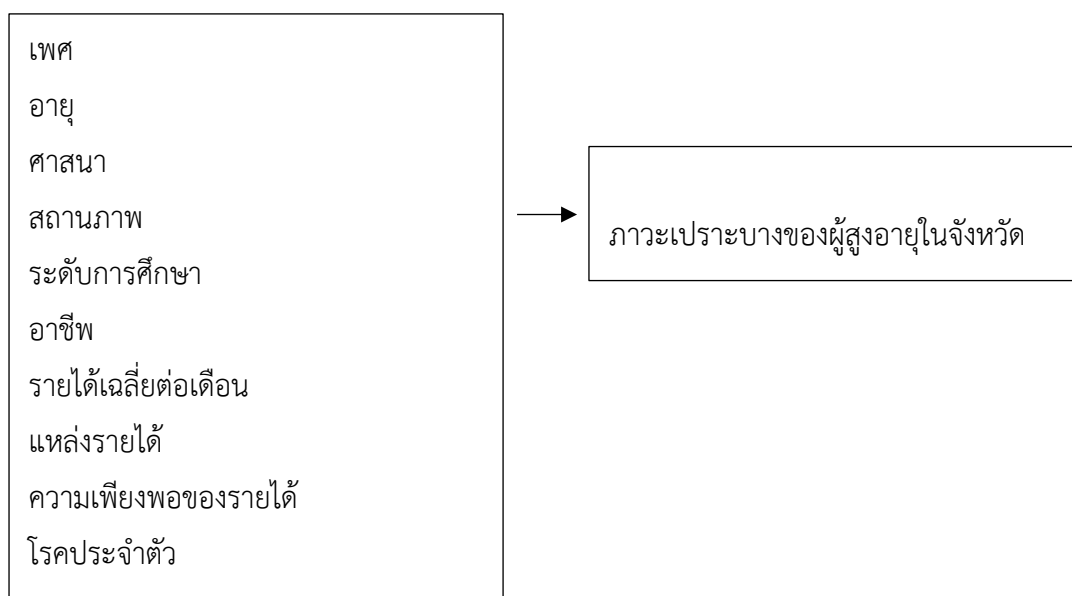 เพศ
อายุ
ศาสนา
สถานภาพ
ระดับการศึกษา
อาชีพ
รายได้เฉลี่ยต่อเดือน
แหล่งรายได้
ความเพียงพอของรายได้
โรคประจำตัว
ภาวะเปราะบางของผู้สูงอายุในจังหวัด